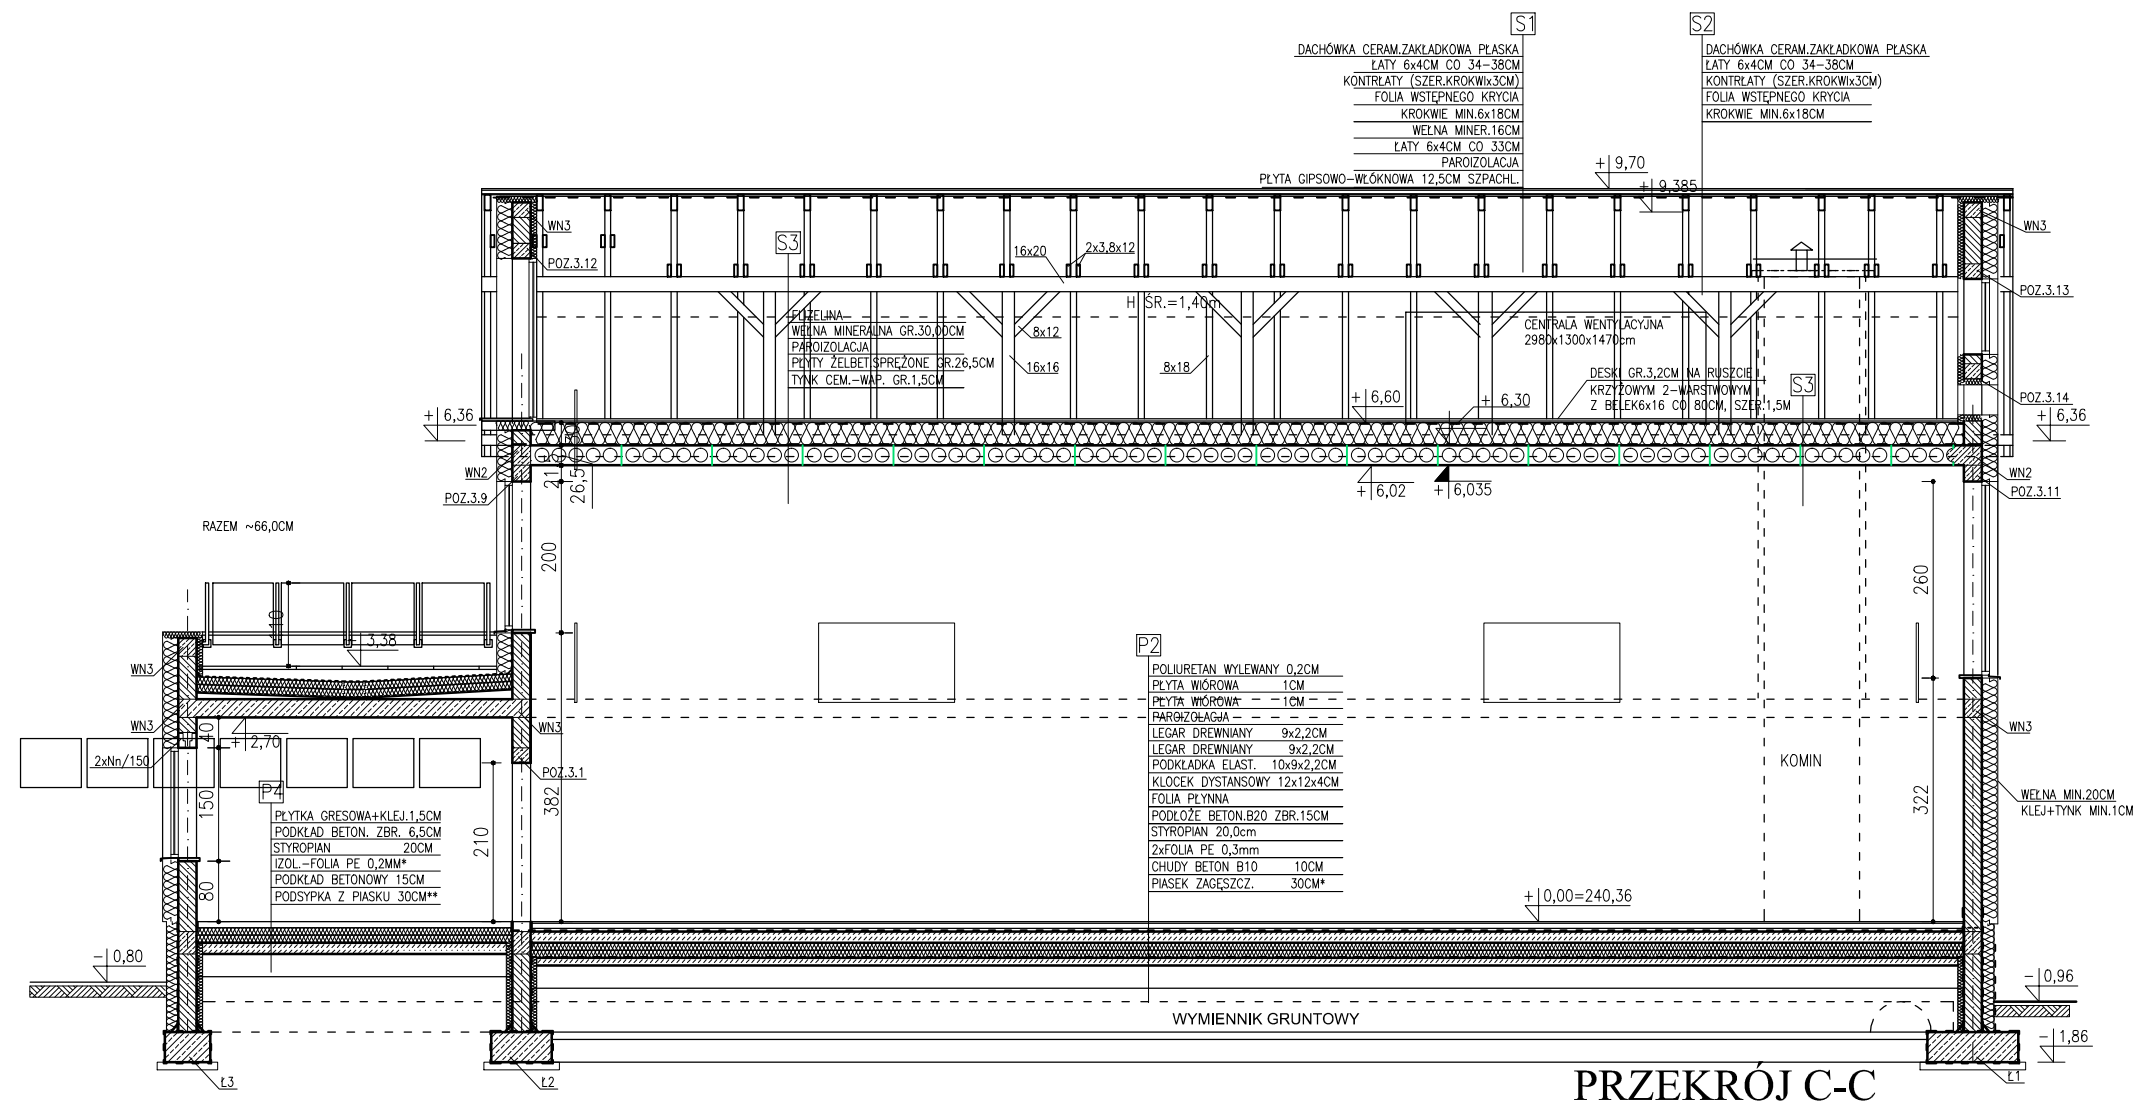 S1
DACHÓWKA CERAM.ZAKŁADKOWA PŁASKA
ŁATY 6x4CM CO 34-38CM
KONTRŁATY (SZER.KROKWIx3CM)
FOLIA WSTĘPNEGO KRYCIA
KROKWIE MIN.6x18CM
WEŁNA MINER.16CM
ŁATY 6x4CM CO 33CM
PAROIZOLACJA
PŁYTA GIPSOWO-WŁÓKNOWA 12,5CM SZPACHL.
S2
DACHÓWKA CERAM.ZAKŁADKOWA PŁASKA
ŁATY 6x4CM CO 34-38CM
KONTRŁATY (SZER.KROKWIx3CM)
FOLIA WSTĘPNEGO KRYCIA
KROKWIE MIN.6x18CM
+ 9,70
+ 9,385
WN3
POZ.3.12
S3
16x20
2x3,8x12
WN3
POZ.3.13
H ŚR.=1,40m
FLIZELINA
WEŁNA MINERALNA GR.30,00CM
PAROIZOLACJA
PŁYTY ŻELBET.SPRĘŻONE GR.26,5CM
TYNK CEM.-WAP. GR.1,5CM
8x12
16x16
8x18
CENTRALA WENTYLACYJNA
2980x1300x1470cm
DESKI GR.3,2CM NA RUSZCIE
KRZYŻOWYM 2-WARSTWOWYM
Z BELEK6x16 CO 80CM, SZER.1,5M
S3
POZ.3.14
+ 6,36
+ 6,60
+ 6,30
+ 6,36
30
26,5
WN2
POZ.3.9
+ 6,02
+ 6,035
WN2
POZ.3.11
RAZEM ~66,0CM
200
260
110
+ 3,38
WN3
P2
POLIURETAN WYLEWANY 0,2CM
PŁYTA WIÓROWA 1CM
PŁYTA WIÓROWA 1CM
PAROIZOLACJA
LEGAR DREWNIANY 9x2,2CM
LEGAR DREWNIANY 9x2,2CM
PODKŁADKA ELAST. 10x9x2,2CM
KLOCEK DYSTANSOWY 12x12x4CM
FOLIA PŁYNNA
PODŁOŻE BETON.B20 ZBR.15CM
STYROPIAN 20,0cm
2xFOLIA PE 0,3mm
CHUDY BETON B10 10CM
PIASEK ZAGĘSZCZ. 30CM*
WN3
40
+ 2,70
WN3
WN3
2xNn/150
POZ.3.1
KOMIN
P4
PŁYTKA GRESOWA+KLEJ.1,5CM
PODKŁAD BETON. ZBR. 6,5CM
STYROPIAN 20CM
IZOL.-FOLIA PE 0,2MM*
PODKŁAD BETONOWY 15CM
PODSYPKA Z PIASKU 30CM**
150
80
210
382
322
WEŁNA MIN.20CM
KLEJ+TYNK MIN.1CM
+ 0,00=240,36
- 0,80
- 0,96
WYMIENNIK GRUNTOWY
- 1,86
Ł3
Ł2
Ł1
PRZEKRÓJ C-C